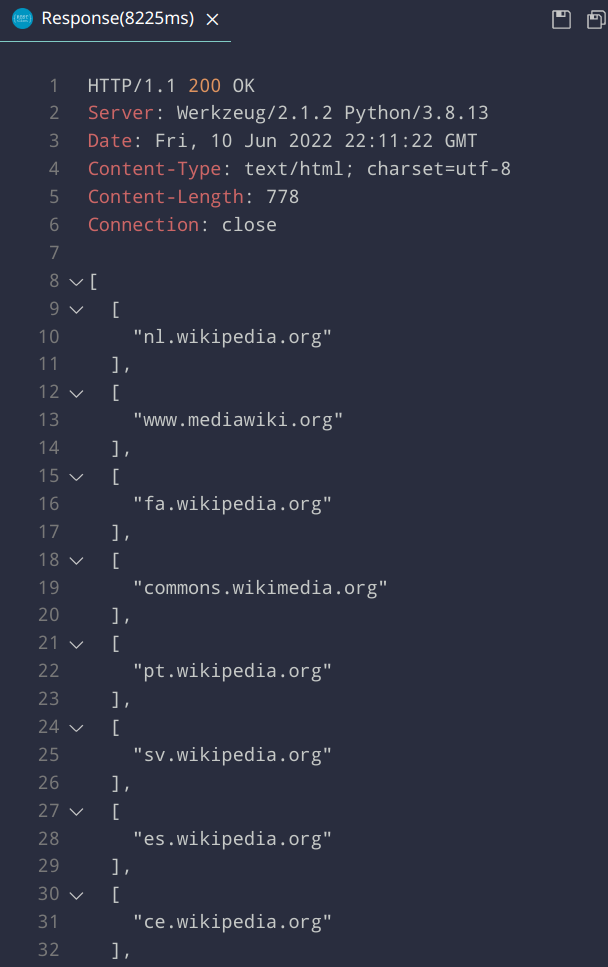 Response(8225ms)
1 HTTP/1.1 200 OK
2 Server: Werkzeug/2.1.2 Python/3.8.13
3 Date: Fri, 10 Jun 2022 22:11:22 GMT
4 Content-Type: text/html; charset=utf-8
5 Content-Length: 778
6 Connection: close
7
8 [
9 [
10 "nl.wikipedia.org"
11 ],
12 [
13 "www.mediawiki.org"
14 ],
15 [
16 "fa.wikipedia.org"
17 ],
18 [
19 "commons.wikimedia.org"
20 ],
21 [
22 "pt.wikipedia.org"
23 ],
24 [
25 "sv.wikipedia.org"
26 ],
27 [
28 "es.wikipedia.org"
29 ],
30 [
31 "ce.wikipedia.org"
32 ],